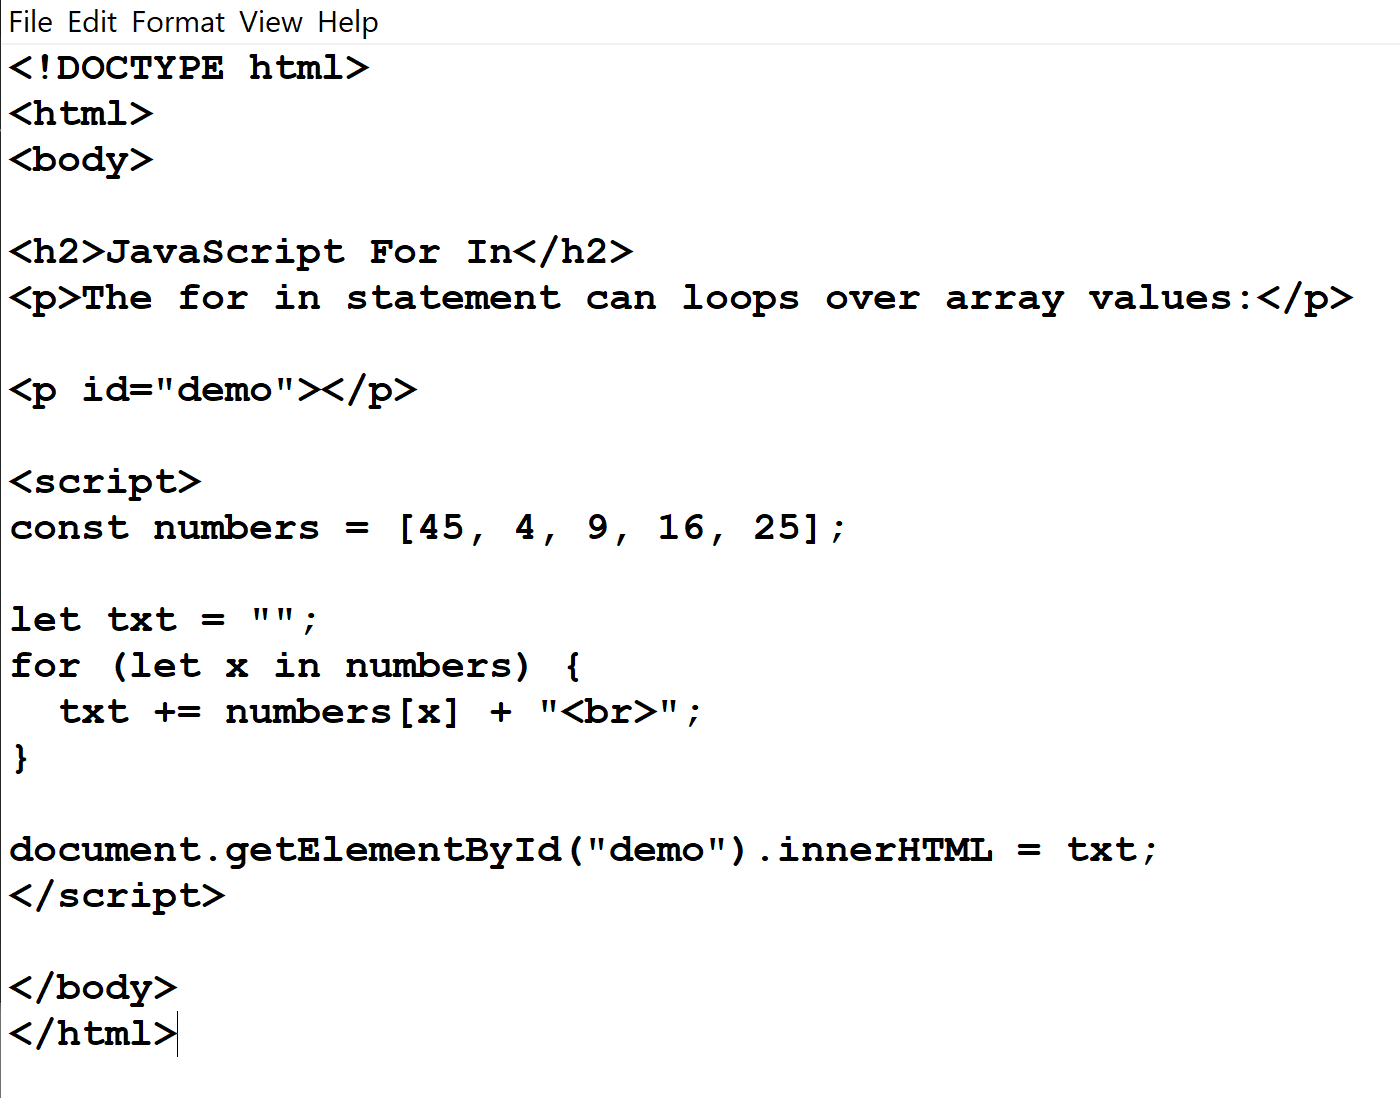 File Edit Format View Help
<!DOCTYPE html>
<html>
<body>

<h2>JavaScript For In</h2>
<p>The for in statement can loops over array values:</p>

<p id="demo"></p>

<script>
const numbers = [45, 4, 9, 16, 25];

let txt = "";
for (let x in numbers) {
  txt += numbers[x] + "<br>";
}

document.getElementById("demo").innerHTML = txt;
</script>

</body>
</html>